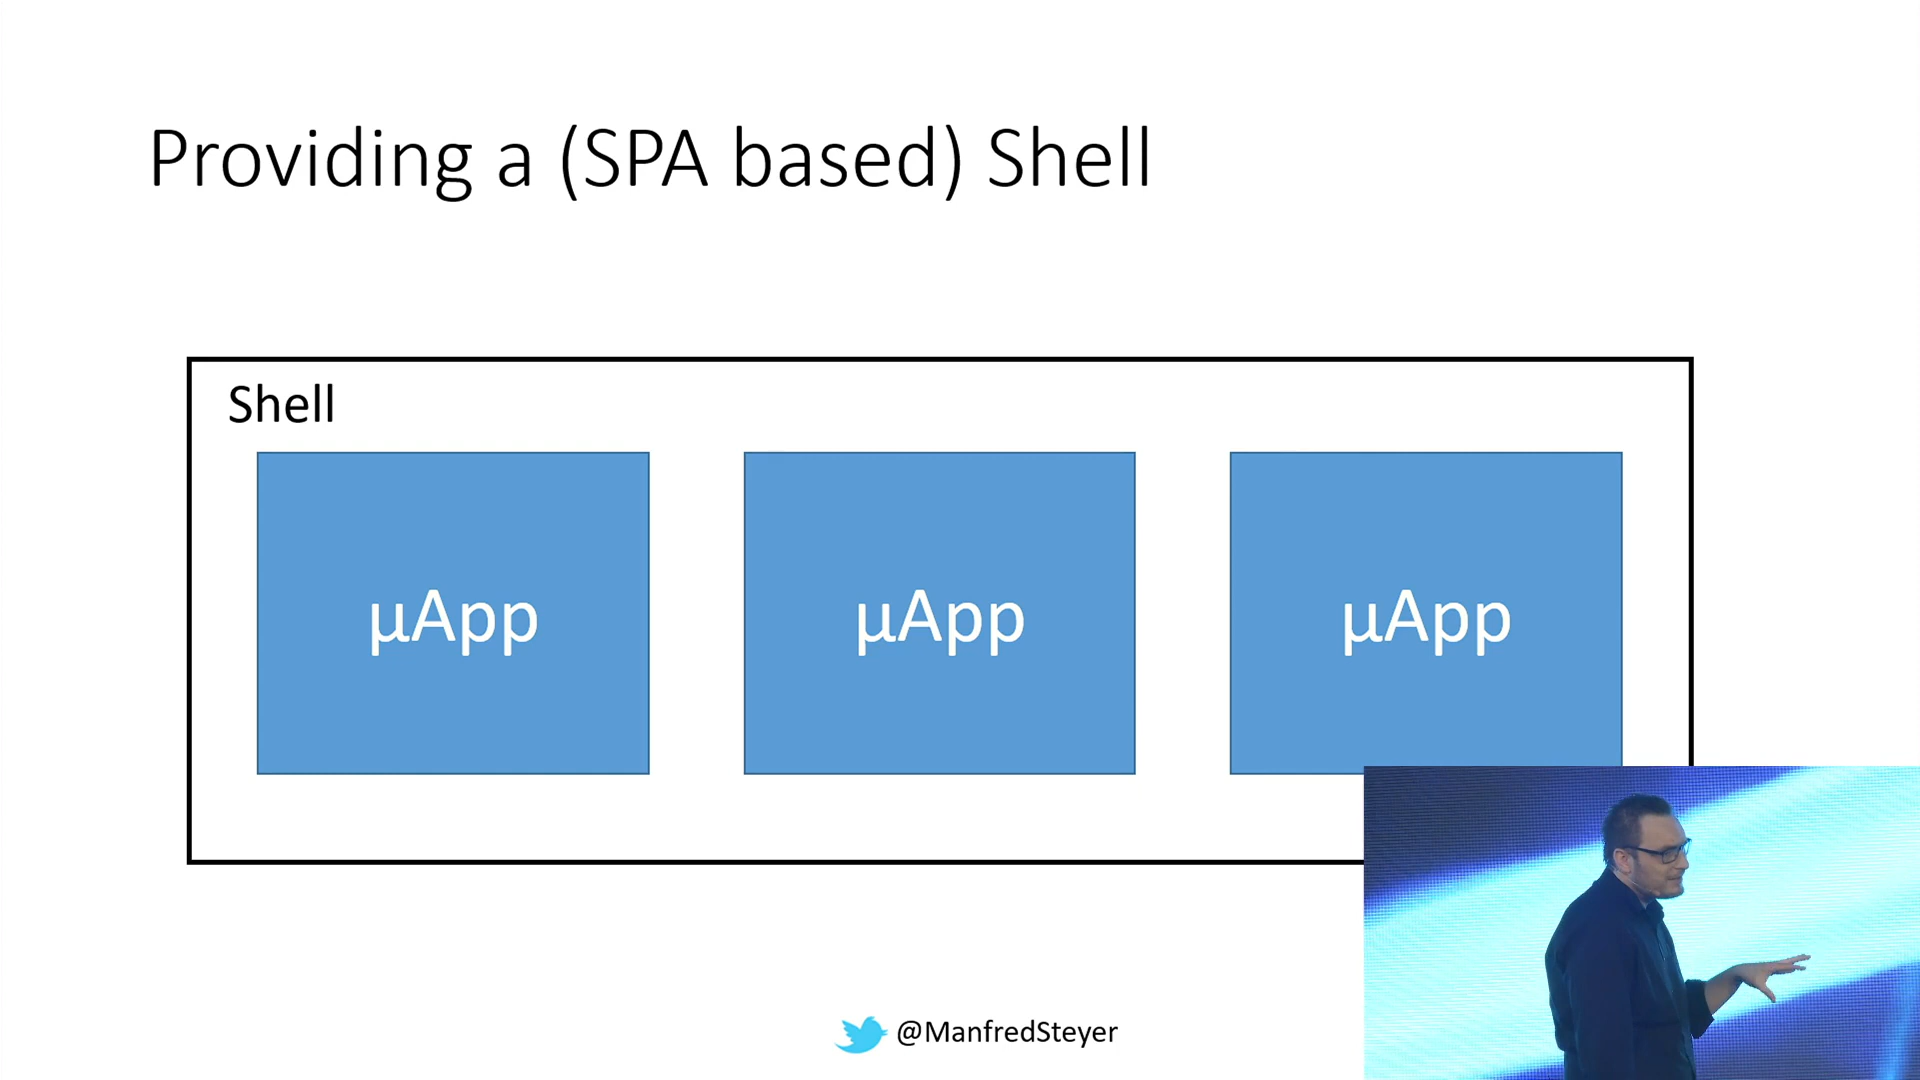 Providing a (SPA based) Shell
Shell
µApp
µApp
µApp
@ManfredSteyer